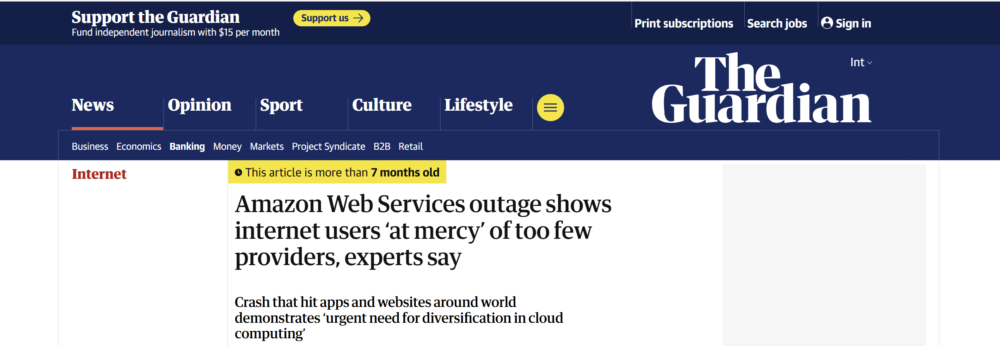 Support the Guardian
Fund independent journalism with $15 per month
Support us
Print subscriptions
Search jobs
Sign in
The
Guardian
Int
News
Opinion
Sport
Culture
Lifestyle
Business
Economics
Banking
Money
Markets
Project Syndicate
B2B
Retail
Internet
This article is more than 7 months old
Amazon Web Services outage shows
internet users ‘at mercy’ of too few
providers, experts say
Crash that hit apps and websites around world
demonstrates ‘urgent need for diversification in cloud
computing’